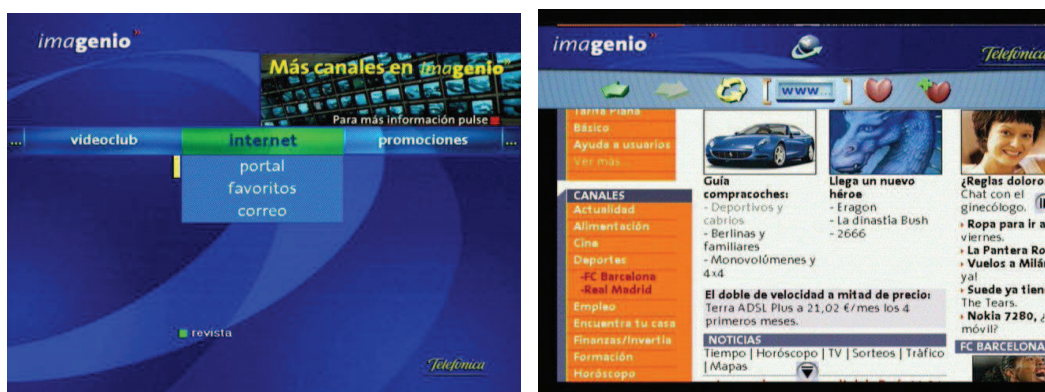 imagenio
Más canales en imagenio
Para más información pulse
... videoclub internet promociones ...
portal
favoritos
correo
revista
Telefónica
imagenio
Telefónica
www...
Tarifa Plana
Básico
Ayuda a usuarios
Ver más...
CANALES
Actualidad
Alimentación
Cine
Deportes
-FC Barcelona
-Real Madrid
Empleo
Encuentra tu casa
Finanzas/Invertia
Formación
Horóscopo
Guía
compracoches:
- Deportivos y
cabrios
- Berlinas y
familiares
- Monovolúmenes y
4x4
Llega un nuevo
héroe
- Eragon
- La dinastia Bush
- 2666
El doble de velocidad a mitad de precio:
Terra ADSL Plus a 21,02 €/mes los 4
primeros meses.
NOTICIAS
Tiempo | Horóscopo | TV | Sorteos | Tráfico
| Mapas
¿Reglas doloro
Chat con el
ginecólogo.
Ropa para ir a
viernes.
La Pantera Ro
Vuelos a Milá
ya!
Suede ya tien
The Tears.
Nokia 7280, ¿
móvil?
FC BARCELONA